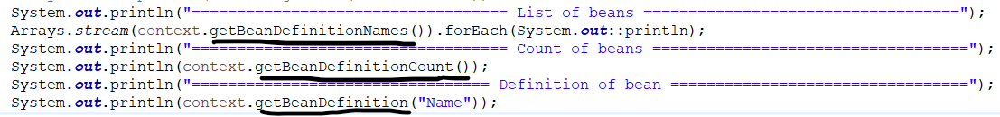 System.out.println("=================================== List of beans ===================================");
Arrays.stream(context.getBeanDefinitionNames()).forEach(System.out::println);
System.out.println("=================================== Count of beans ===================================");
System.out.println(context.getBeanDefinitionCount());
System.out.println("================================= Definition of bean =================================");
System.out.println(context.getBeanDefinition("Name"));